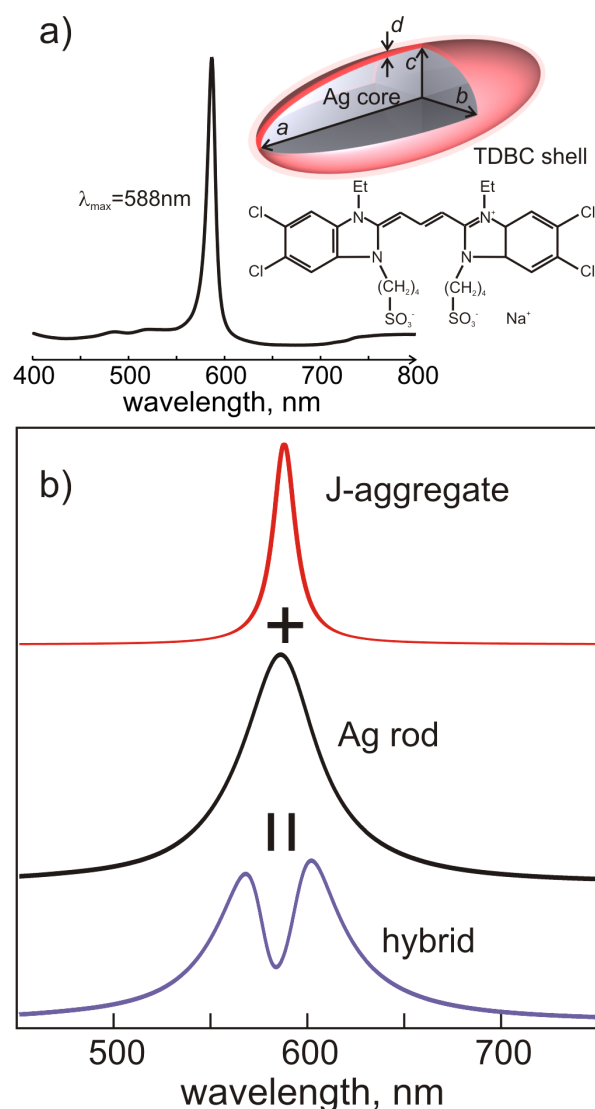 a)
d
c
Ag core
b
a
TDBC shell
λmax=588nm
Et Et
Cl N N⁺ Cl
Cl N N Cl
(CH₂)₄ (CH₂)₄
SO₃⁻ SO₃⁻ Na⁺
400 500 600 700 800
wavelength, nm
b)
J-aggregate
+
Ag rod
=
hybrid
500 600 700
wavelength, nm